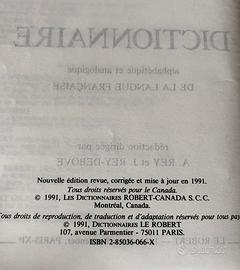 DICTIONNAIRE
alphabétique et analogique
DE LA LANGUE FRANÇAISE
rédaction dirigée par
A. REY et J. REY-DEBOVE
Nouvelle édition revue, corrigée et mise à jour en 1991.
Tous droits réservés pour le Canada.
© 1991, LES DICTIONNAIRES ROBERT-CANADA S.C.C.
Montréal, Canada.
Tous droits de reproduction, de traduction et d'adaptation réservés pour tous pay
© 1991, DICTIONNAIRES LE ROBERT
107, avenue Parmentier - 75011 PARIS.
ISBN 2-85036-066-X